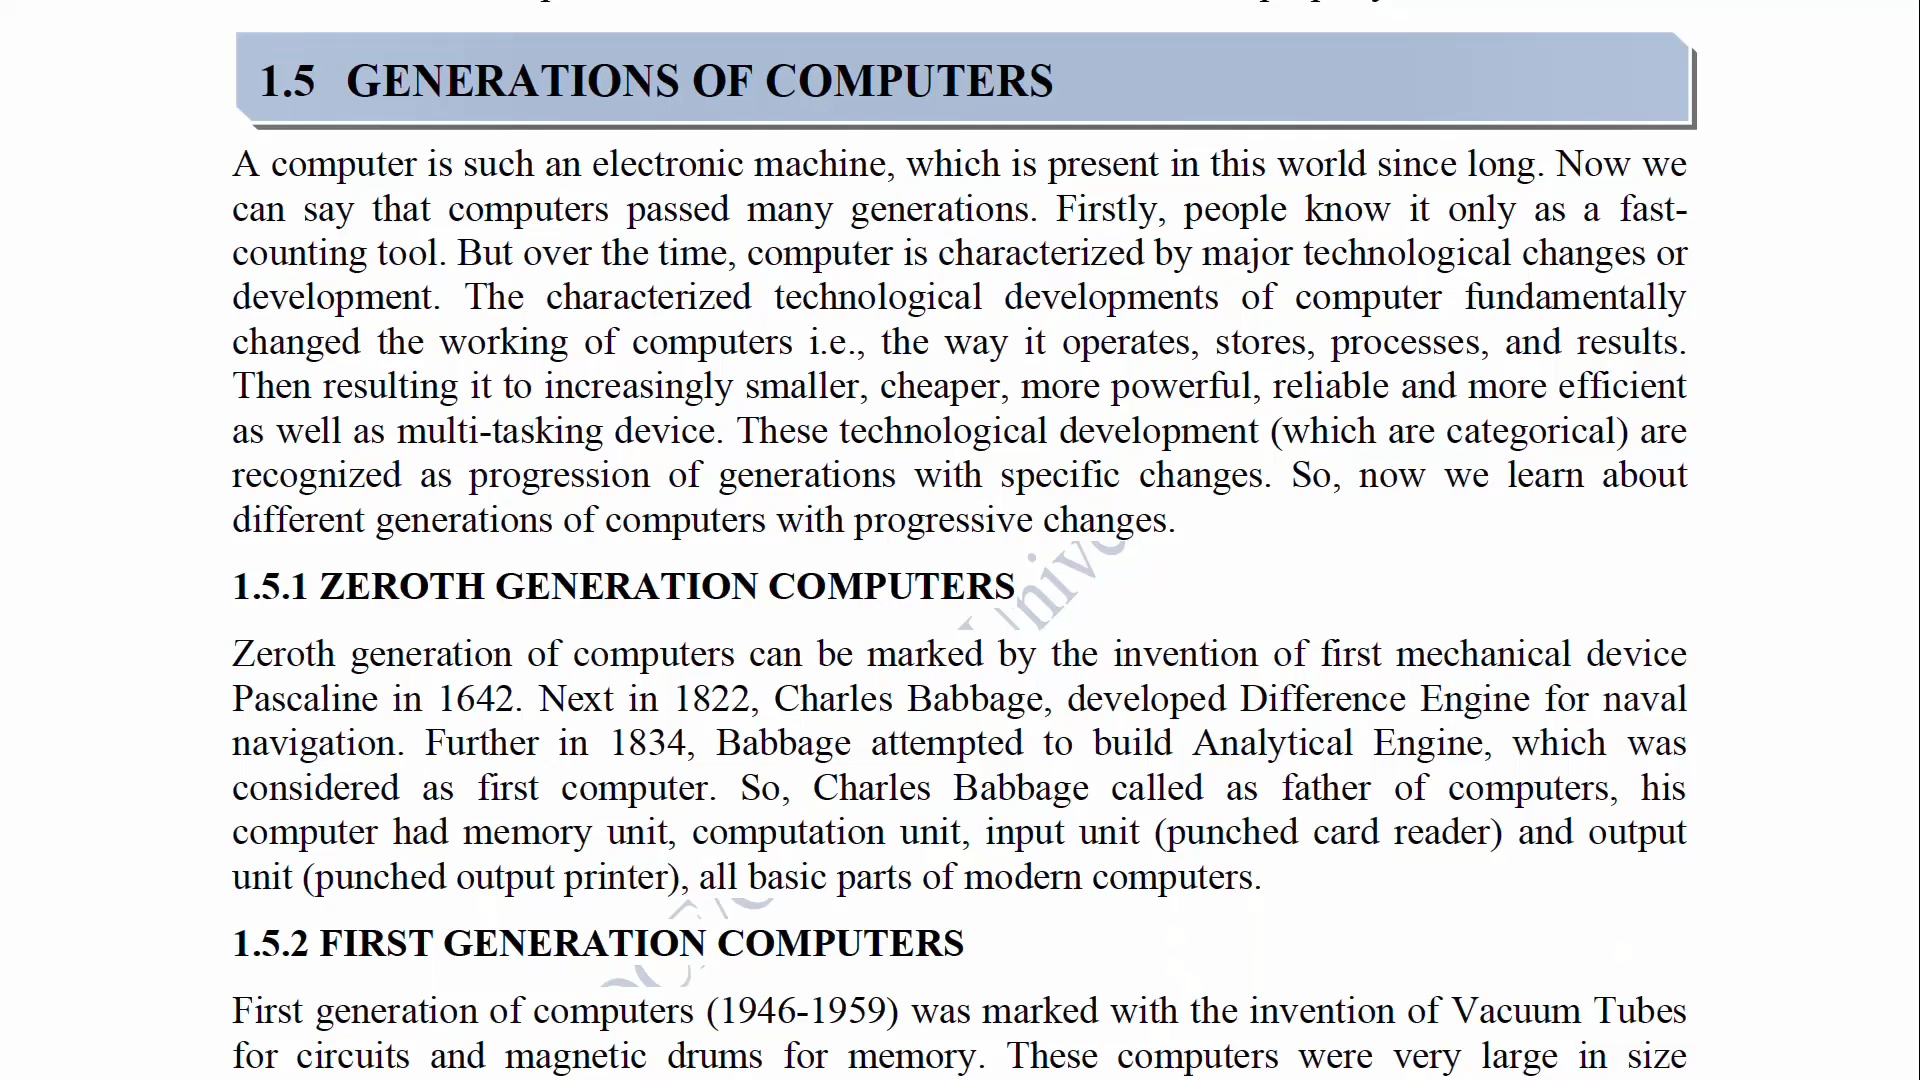 1.5 GENERATIONS OF COMPUTERS
A computer is such an electronic machine, which is present in this world since long. Now we
can say that computers passed many generations. Firstly, people know it only as a fast-
counting tool. But over the time, computer is characterized by major technological changes or
development. The characterized technological developments of computer fundamentally
changed the working of computers i.e., the way it operates, stores, processes, and results.
Then resulting it to increasingly smaller, cheaper, more powerful, reliable and more efficient
as well as multi-tasking device. These technological development (which are categorical) are
recognized as progression of generations with specific changes. So, now we learn about
different generations of computers with progressive changes.
1.5.1 ZEROTH GENERATION COMPUTERS
Zeroth generation of computers can be marked by the invention of first mechanical device
Pascaline in 1642. Next in 1822, Charles Babbage, developed Difference Engine for naval
navigation. Further in 1834, Babbage attempted to build Analytical Engine, which was
considered as first computer. So, Charles Babbage called as father of computers, his
computer had memory unit, computation unit, input unit (punched card reader) and output
unit (punched output printer), all basic parts of modern computers.
1.5.2 FIRST GENERATION COMPUTERS
First generation of computers (1946-1959) was marked with the invention of Vacuum Tubes
for circuits and magnetic drums for memory. These computers were very large in size